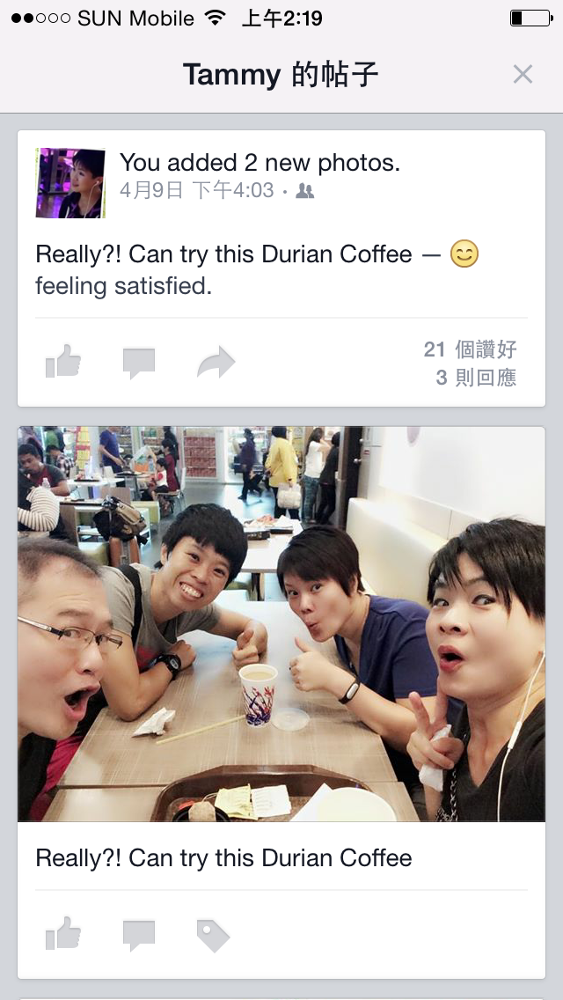 SUN Mobile 上午2:19
Tammy 的帖子
You added 2 new photos.
4月9日 下午4:03 ·
Really?! Can try this Durian Coffee — 😊
feeling satisfied.
21 個讚好
3 則回應
Really?! Can try this Durian Coffee